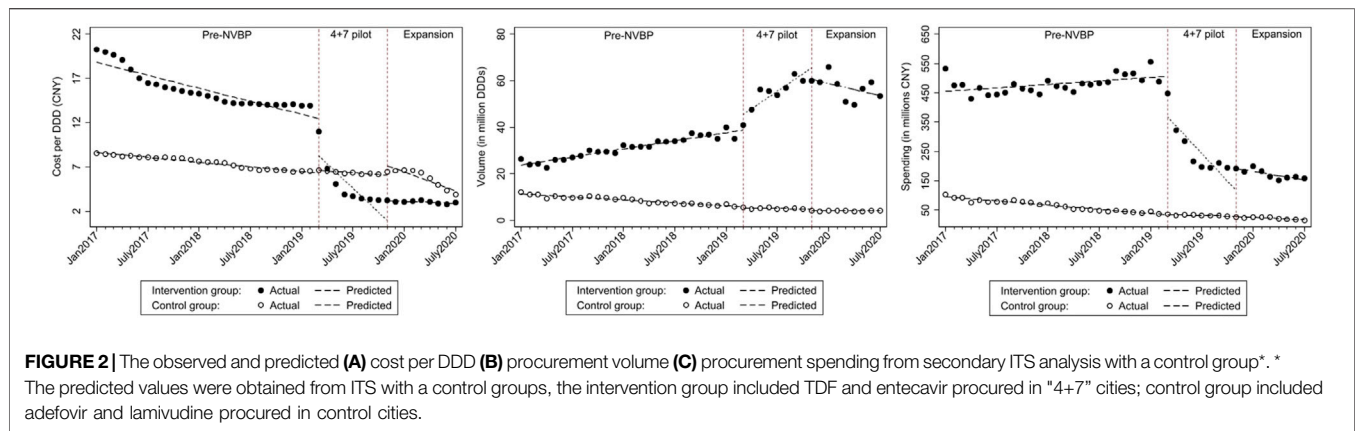 Pre-NVBP 4+7 pilot Expansion
Cost per DDD (CNY)
22
17
12
7
2
Jan2017 July2017 Jan2018 July2018 Jan2019 July2019 Jan2020 July2020
Intervention group: Actual Predicted
Control group: Actual Predicted
Pre-NVBP 4+7 pilot Expansion
Volume (in million DDDs)
80
60
40
20
0
Jan2017 July2017 Jan2018 July2018 Jan2019 July2019 Jan2020 July2020
Intervention group: Actual Predicted
Control group: Actual Predicted
Pre-NVBP 4+7 pilot Expansion
Spending (in millions CNY)
650
550
450
350
250
150
50
Jan2017 July2017 Jan2018 July2018 Jan2019 July2019 Jan2020 July2020
Intervention group: Actual Predicted
Control group: Actual Predicted
FIGURE 2 | The observed and predicted (A) cost per DDD (B) procurement volume (C) procurement spending from secondary ITS analysis with a control group*. *
The predicted values were obtained from ITS with a control groups, the intervention group included TDF and entecavir procured in "4+7” cities; control group included
adefovir and lamivudine procured in control cities.